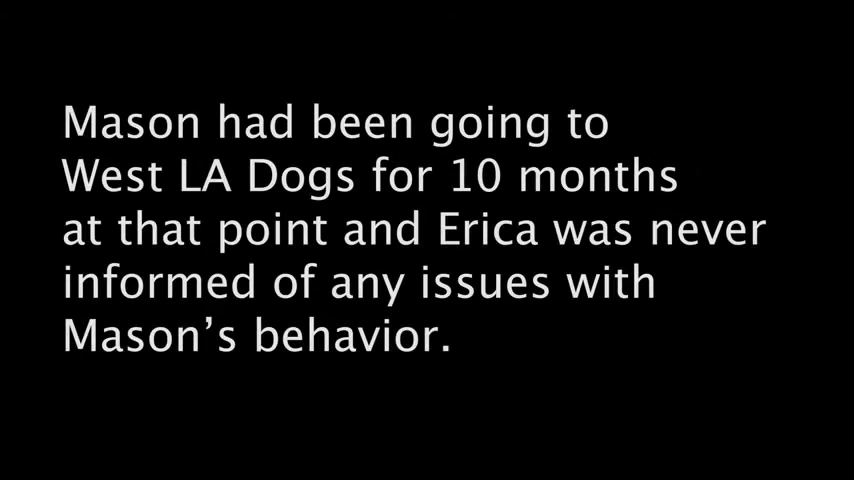 Mason had been going to
West LA Dogs for 10 months
at that point and Erica was never
informed of any issues with
Mason’s behavior.